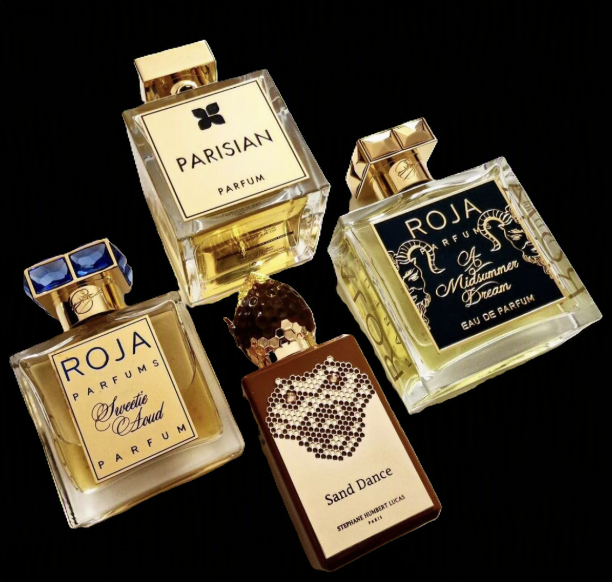 PARISIAN
PARFUM
ROJA
PARFUMS
A
Midsummer
Dream
EAU DE PARFUM
ROJA
PARFUMS
Sweetie
Aoud
PARFUM
Sand Dance
STEPHANE HUMBERT LUCAS
PARIS